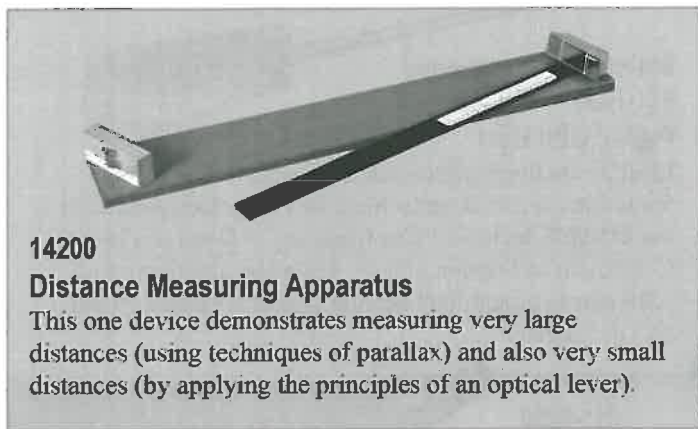 14200
Distance Measuring Apparatus
This one device demonstrates measuring very large
distances (using techniques of parallax) and also very small
distances (by applying the principles of an optical lever).